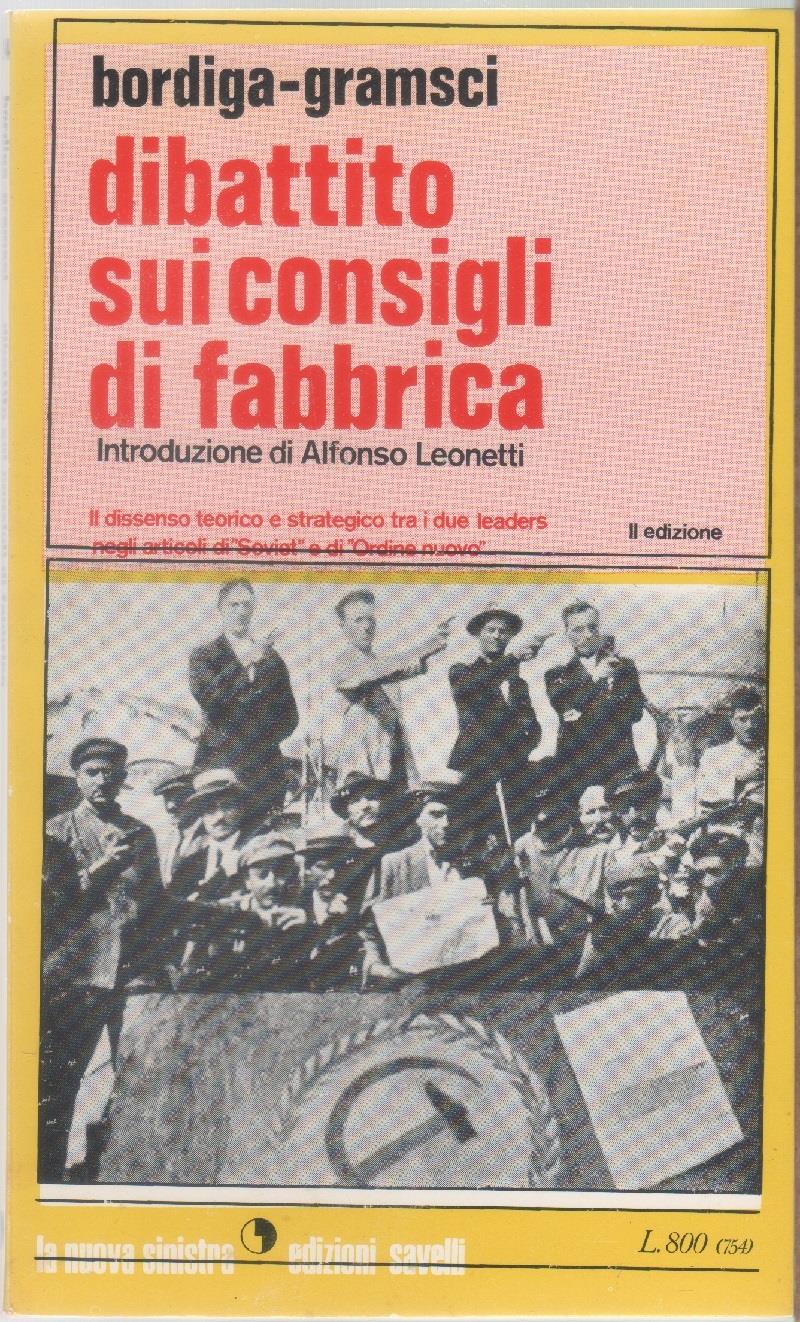 bordiga-gramsci
dibattito
sui consigli
di fabbrica
Introduzione di Alfonso Leonetti
Il dissenso teorico e strategico tra i due leaders
negli articoli di "Soviet" e di "Ordine nuovo"
II edizione
la nuova sinistra edizioni savelli
L. 800 (754)